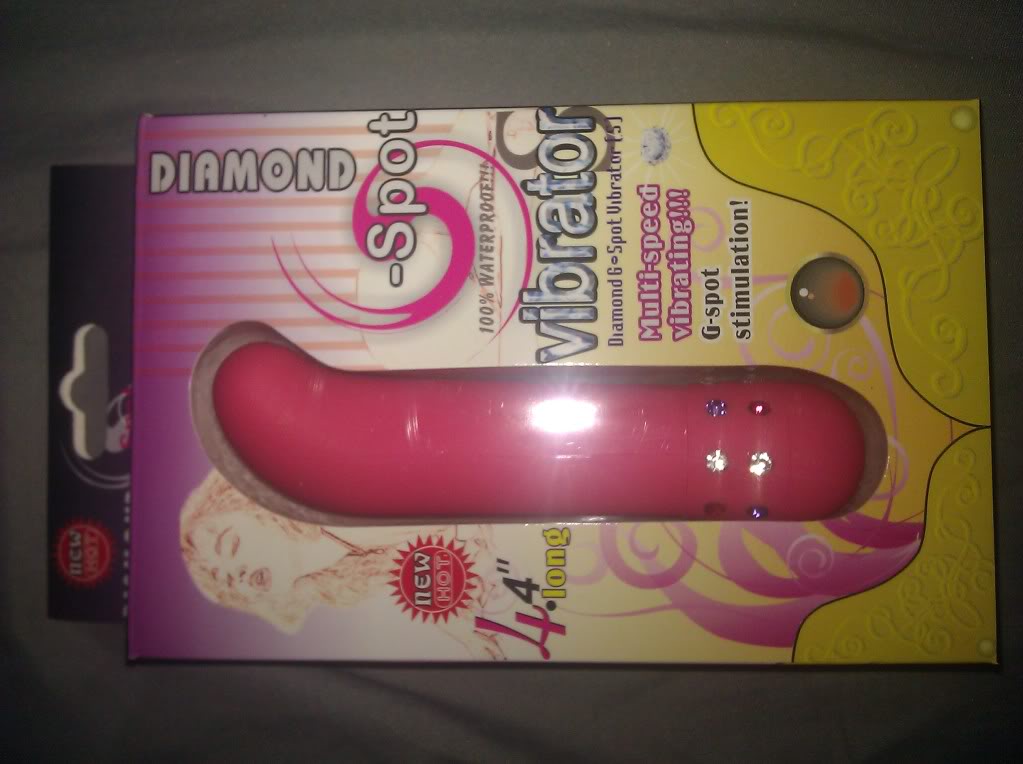 DIAMOND
-Spot
100% WATERPROOF!!!
G
vibrator
Diamond G-Spot Vibrator (S)
Multi-speed
vibrating!!!!
G-spot
stimulation!
NEW
HOT!
4.4"
long
NEW
HOT!